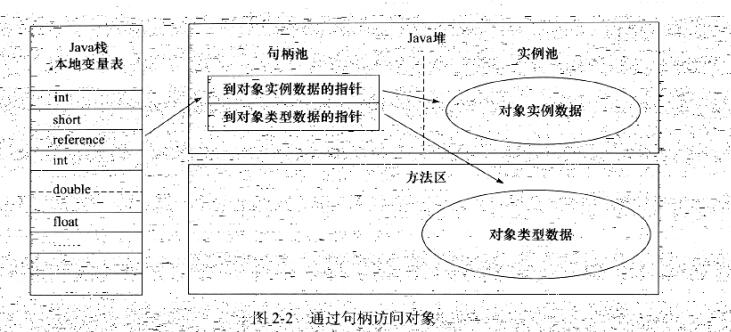 Java栈
本地变量表
int
short
reference
int
double
float
......
Java堆
句柄池
实例池
到对象实例数据的指针
到对象类型数据的指针
对象实例数据
方法区
对象类型数据
图 2-2 通过句柄访问对象